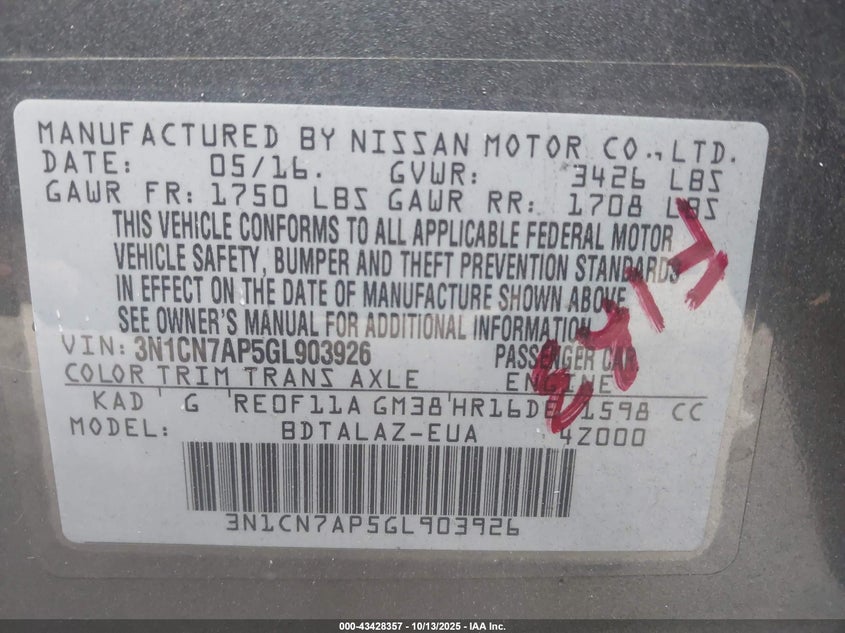 MANUFACTURED BY NISSAN MOTOR CO.,LTD.
DATE: 05/16. GVWR: 3426 LBS
GAWR FR: 1750 LBS GAWR RR: 1708 LBS
THIS VEHICLE CONFORMS TO ALL APPLICABLE FEDERAL MOTOR
VEHICLE SAFETY, BUMPER AND THEFT PREVENTION STANDARDS
IN EFFECT ON THE DATE OF MANUFACTURE SHOWN ABOVE
SEE OWNER'S MANUAL FOR ADDITIONAL INFORMATION
VIN: 3N1CN7AP5GL903926 PASSENGER CAR
COLOR TRIM TRANS AXLE ENGINE
KAD G RE0F11A GM38 HR16DE 1598 CC
MODEL: BDTALAZ-EUA 4Z000
3N1CN7AP5GL903926
000-43428357 - 10/13/2025 - IAA Inc.